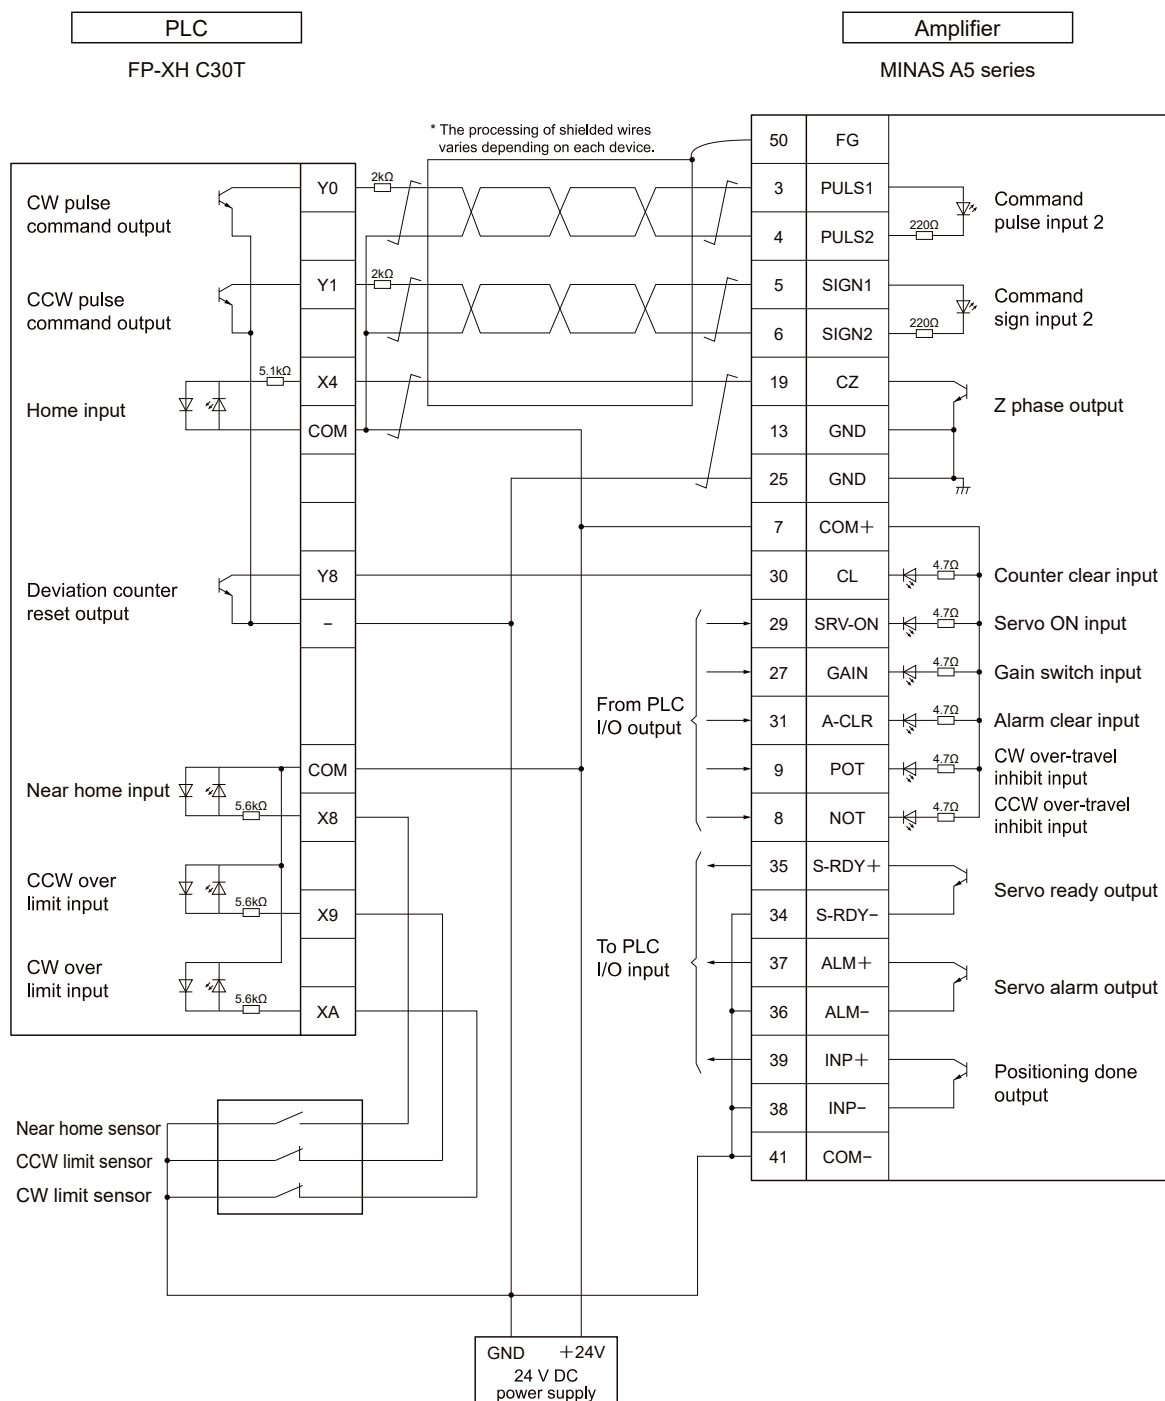 PLC
Amplifier
FP-XH C30T
MINAS A5 series
* The processing of shielded wires
varies depending on each device.
CW pulse
command output
Y0
2kΩ
CCW pulse
command output
Y1
2kΩ
Home input
5.1kΩ
X4
COM
Deviation counter
reset output
Y8
−
Near home input
COM
5.6kΩ
X8
CCW over
limit input
5.6kΩ
X9
CW over
limit input
5.6kΩ
XA
Near home sensor
CCW limit sensor
CW limit sensor
From PLC
I/O output
To PLC
I/O input
50 FG
3 PULS1
4 PULS2
220Ω
Command
pulse input 2
5 SIGN1
6 SIGN2
220Ω
Command
sign input 2
19 CZ
13 GND
25 GND
Z phase output
7 COM+
30 CL 4.7Ω Counter clear input
29 SRV-ON 4.7Ω Servo ON input
27 GAIN 4.7Ω Gain switch input
31 A-CLR 4.7Ω Alarm clear input
9 POT 4.7Ω CW over-travel
inhibit input
8 NOT 4.7Ω CCW over-travel
inhibit input
35 S-RDY+
34 S-RDY−
Servo ready output
37 ALM+
36 ALM−
Servo alarm output
39 INP+
38 INP−
Positioning done
output
41 COM−
GND +24V
24 V DC
power supply